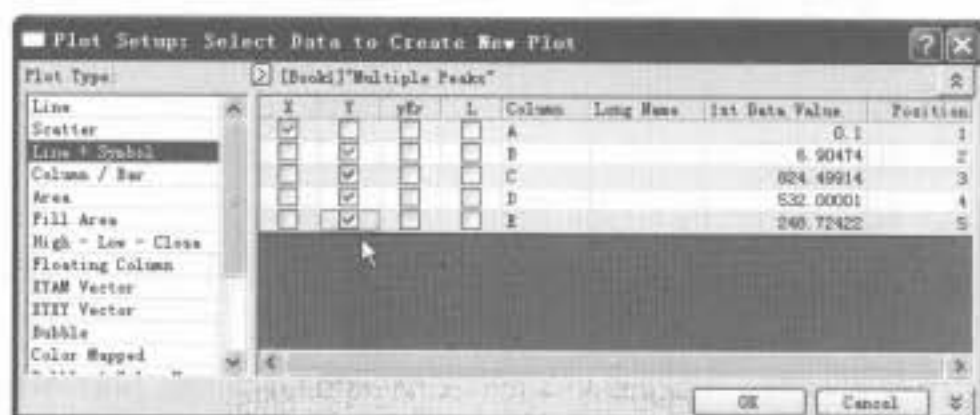 Plot Setup: Select Data to Create New Plot
Plot Type:
[Book1]"Multiple Peaks"
Line
Scatter
Line + Symbol
Column / Bar
Area
Fill Area
High - Low - Close
Floating Column
XYAM Vector
XYXY Vector
Bubble
Color Mapped
X Y yEr L Column Long Name 1st Data Value Position
A 0.1 1
B 6.90474 2
C 824.49914 3
D 532.00001 4
E 248.72422 5
OK Cancel